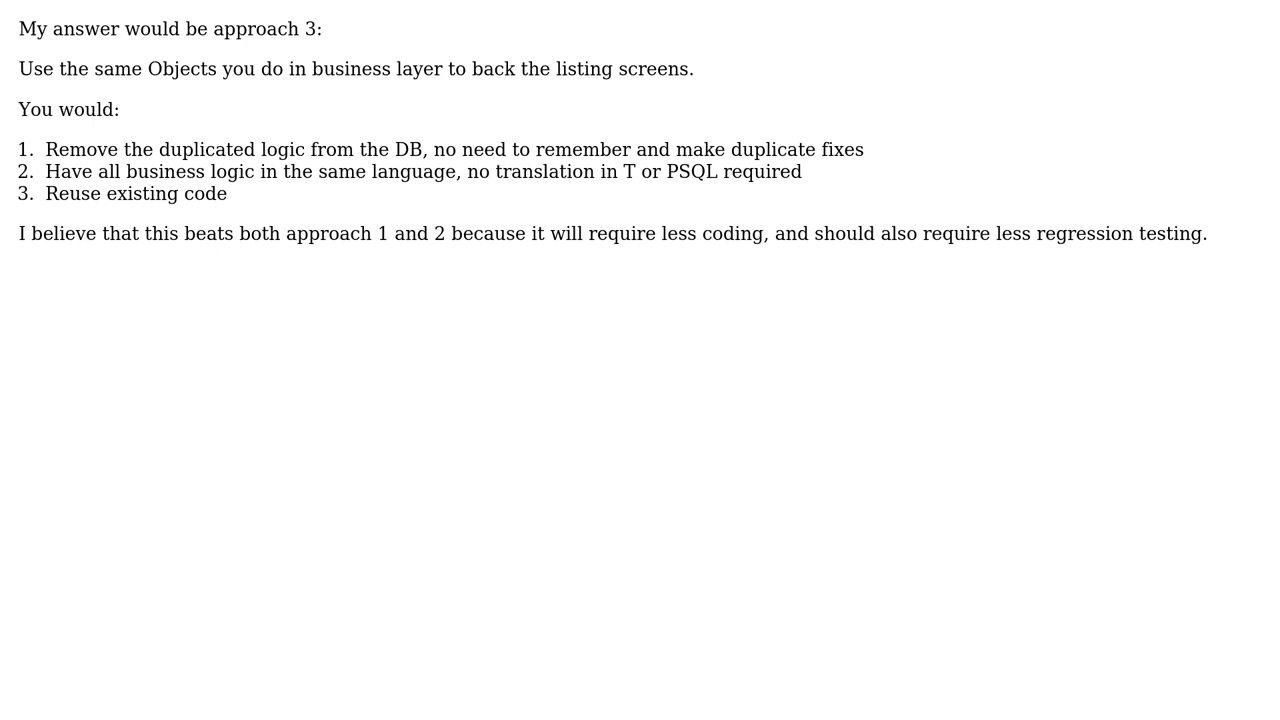 My answer would be approach 3:
Use the same Objects you do in business layer to back the listing screens.
You would:
1. Remove the duplicated logic from the DB, no need to remember and make duplicate fixes
2. Have all business logic in the same language, no translation in T or PSQL required
3. Reuse existing code
I believe that this beats both approach 1 and 2 because it will require less coding, and should also require less regression testing.